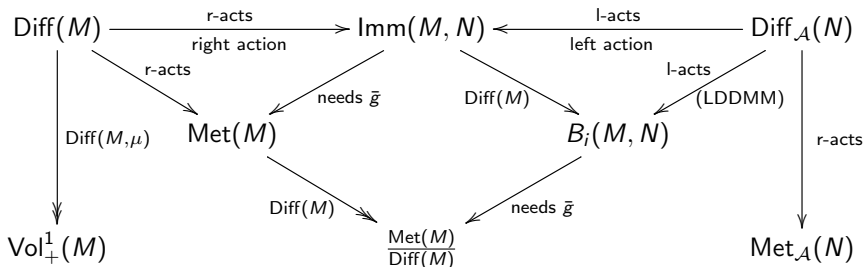 Diff(M) r-acts right action Imm(M, N) l-acts left action Diff_𝒜(N)
r-acts needs ḡ Diff(M) l-acts (LDDMM)
Diff(M,μ) Met(M) B_i(M, N) r-acts
Diff(M) needs ḡ
Vol^1_+(M) Met(M)/Diff(M) Met_𝒜(N)